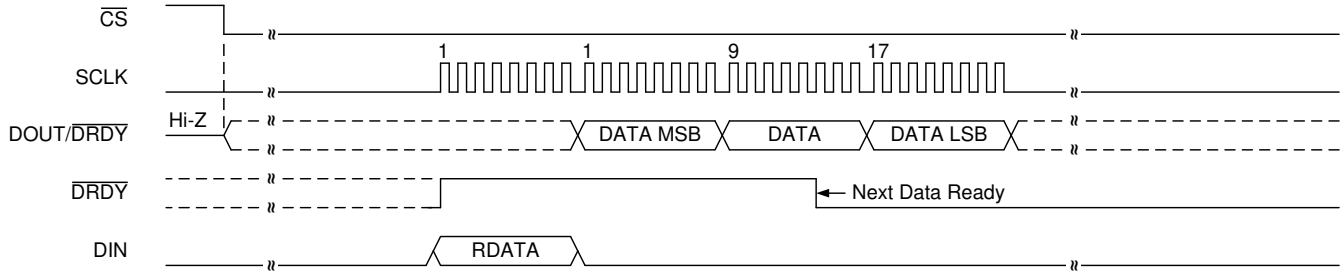 CS
1 1 9 17
SCLK
Hi-Z
DOUT/DRDY DATA MSB DATA DATA LSB
DRDY Next Data Ready
DIN RDATA